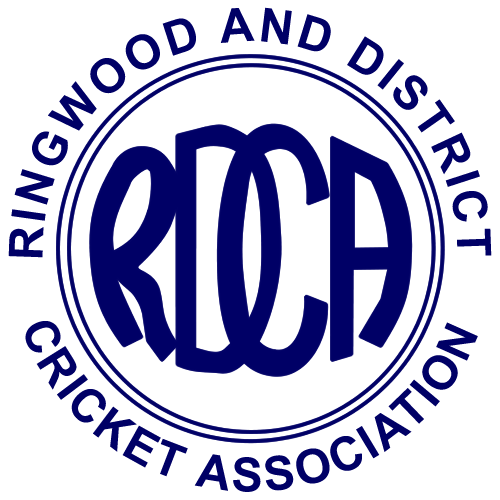 RINGWOOD AND DISTRICT
RDCA
CRICKET ASSOCIATION